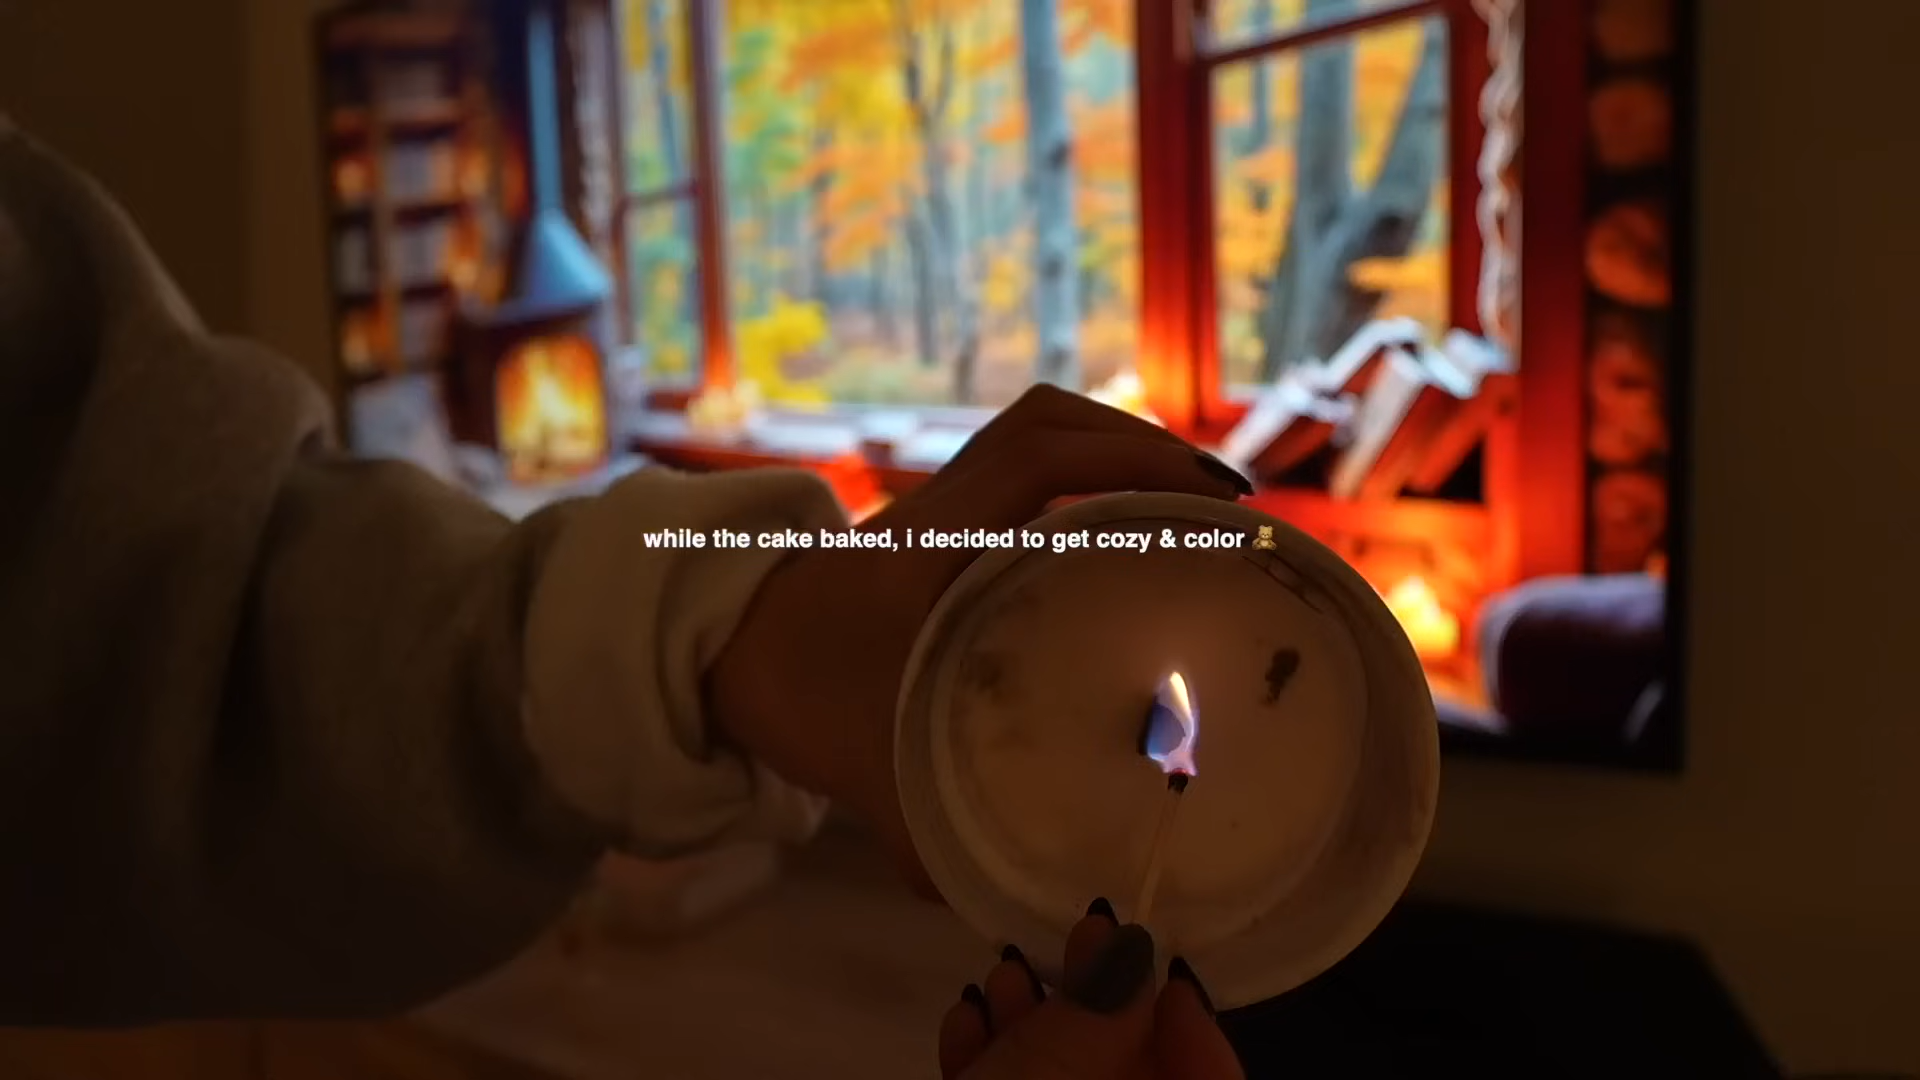 while the cake baked, i decided to get cozy & color 🧸